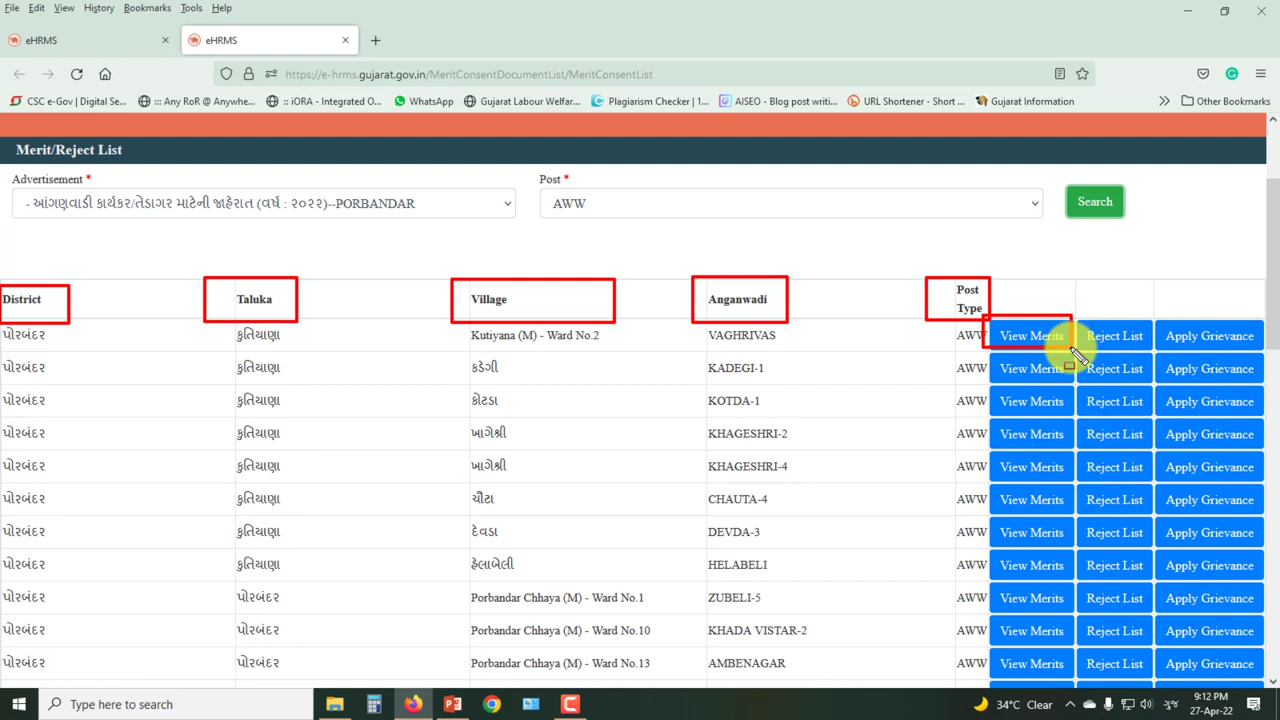 File Edit View History Bookmarks Tools Help
eHRMS
eHRMS
https://e-hrms.gujarat.gov.in/MeritConsentDocumentList/MeritConsentList
CSC e-Gov | Digital Se... ::: Any RoR @ Anywhe... :: iORA - Integrated O... WhatsApp Gujarat Labour Welfar... Plagiarism Checker | 1... AISEO - Blog post writi... URL Shortener - Short ... Gujarat Information Other Bookmarks
Merit/Reject List
Advertisement * Post *
- આંગણવાડી કાર્યકર/તેડાગર માટેની જાહેરાત (વર્ષ : ૨૦૨૨)--PORBANDAR AWW Search
District Taluka Village Anganwadi Post Type
પોરબંદર કુતિયાણા Kutiyana (M) - Ward No.2 VAGHRIVAS AWW View Merits Reject List Apply Grievance
પોરબંદર કુતિયાણા કડેગી KADEGI-1 AWW View Merits Reject List Apply Grievance
પોરબંદર કુતિયાણા કોટડા KOTDA-1 AWW View Merits Reject List Apply Grievance
પોરબંદર કુતિયાણા ખાગેશ્રી KHAGESHRI-2 AWW View Merits Reject List Apply Grievance
પોરબંદર કુતિયાણા ખાગેશ્રી KHAGESHRI-4 AWW View Merits Reject List Apply Grievance
પોરબંદર કુતિયાણા ચૌટા CHAUTA-4 AWW View Merits Reject List Apply Grievance
પોરબંદર કુતિયાણા દેવડા DEVDA-3 AWW View Merits Reject List Apply Grievance
પોરબંદર કુતિયાણા હેલાબેલી HELABELI AWW View Merits Reject List Apply Grievance
પોરબંદર પોરબંદર Porbandar Chhaya (M) - Ward No.1 ZUBELI-5 AWW View Merits Reject List Apply Grievance
પોરબંદર પોરબંદર Porbandar Chhaya (M) - Ward No.10 KHADA VISTAR-2 AWW View Merits Reject List Apply Grievance
પોરબંદર પોરબંદર Porbandar Chhaya (M) - Ward No.13 AMBENAGAR AWW View Merits Reject List Apply Grievance
Type here to search 34°C Clear ગુજ 9:12 PM
27-Apr-22